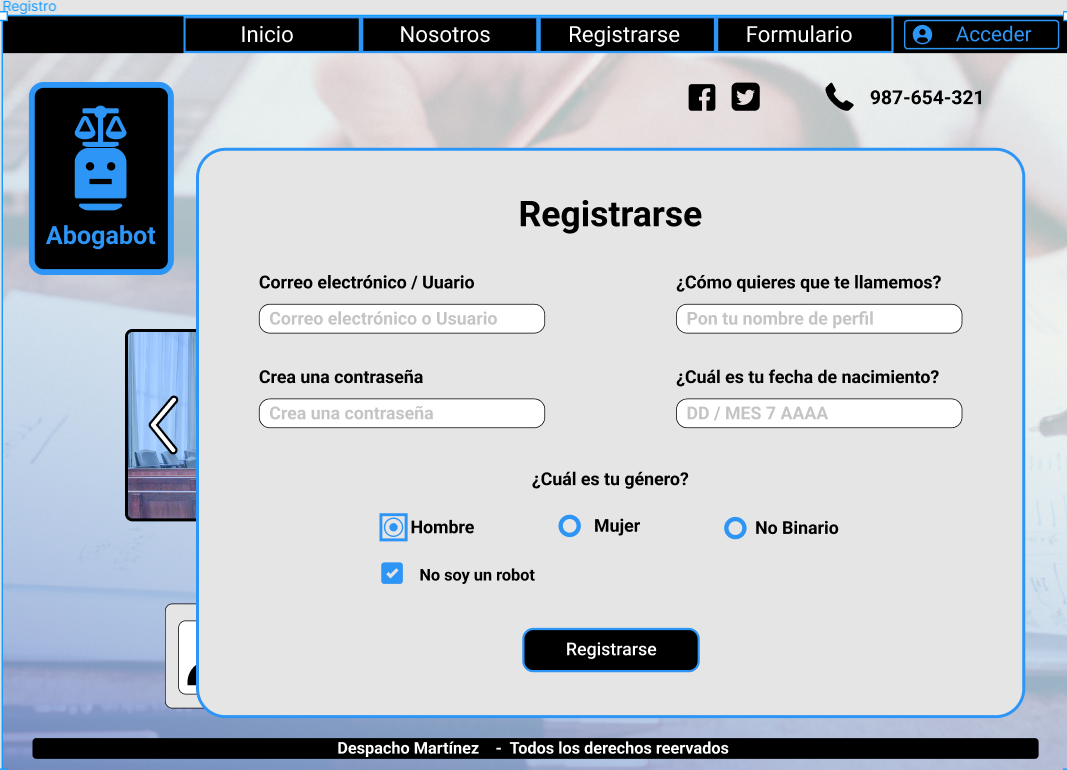 Registro
Inicio
Nosotros
Registrarse
Formulario
Acceder
987-654-321
Abogabot
Registrarse
Correo electrónico / Uuario
¿Cómo quieres que te llamemos?
Correo electrónico o Usuario
Pon tu nombre de perfil
Crea una contraseña
¿Cuál es tu fecha de nacimiento?
Crea una contraseña
DD / MES 7 AAAA
¿Cuál es tu género?
Hombre
Mujer
No Binario
No soy un robot
Registrarse
Despacho Martínez - Todos los derechos reervados